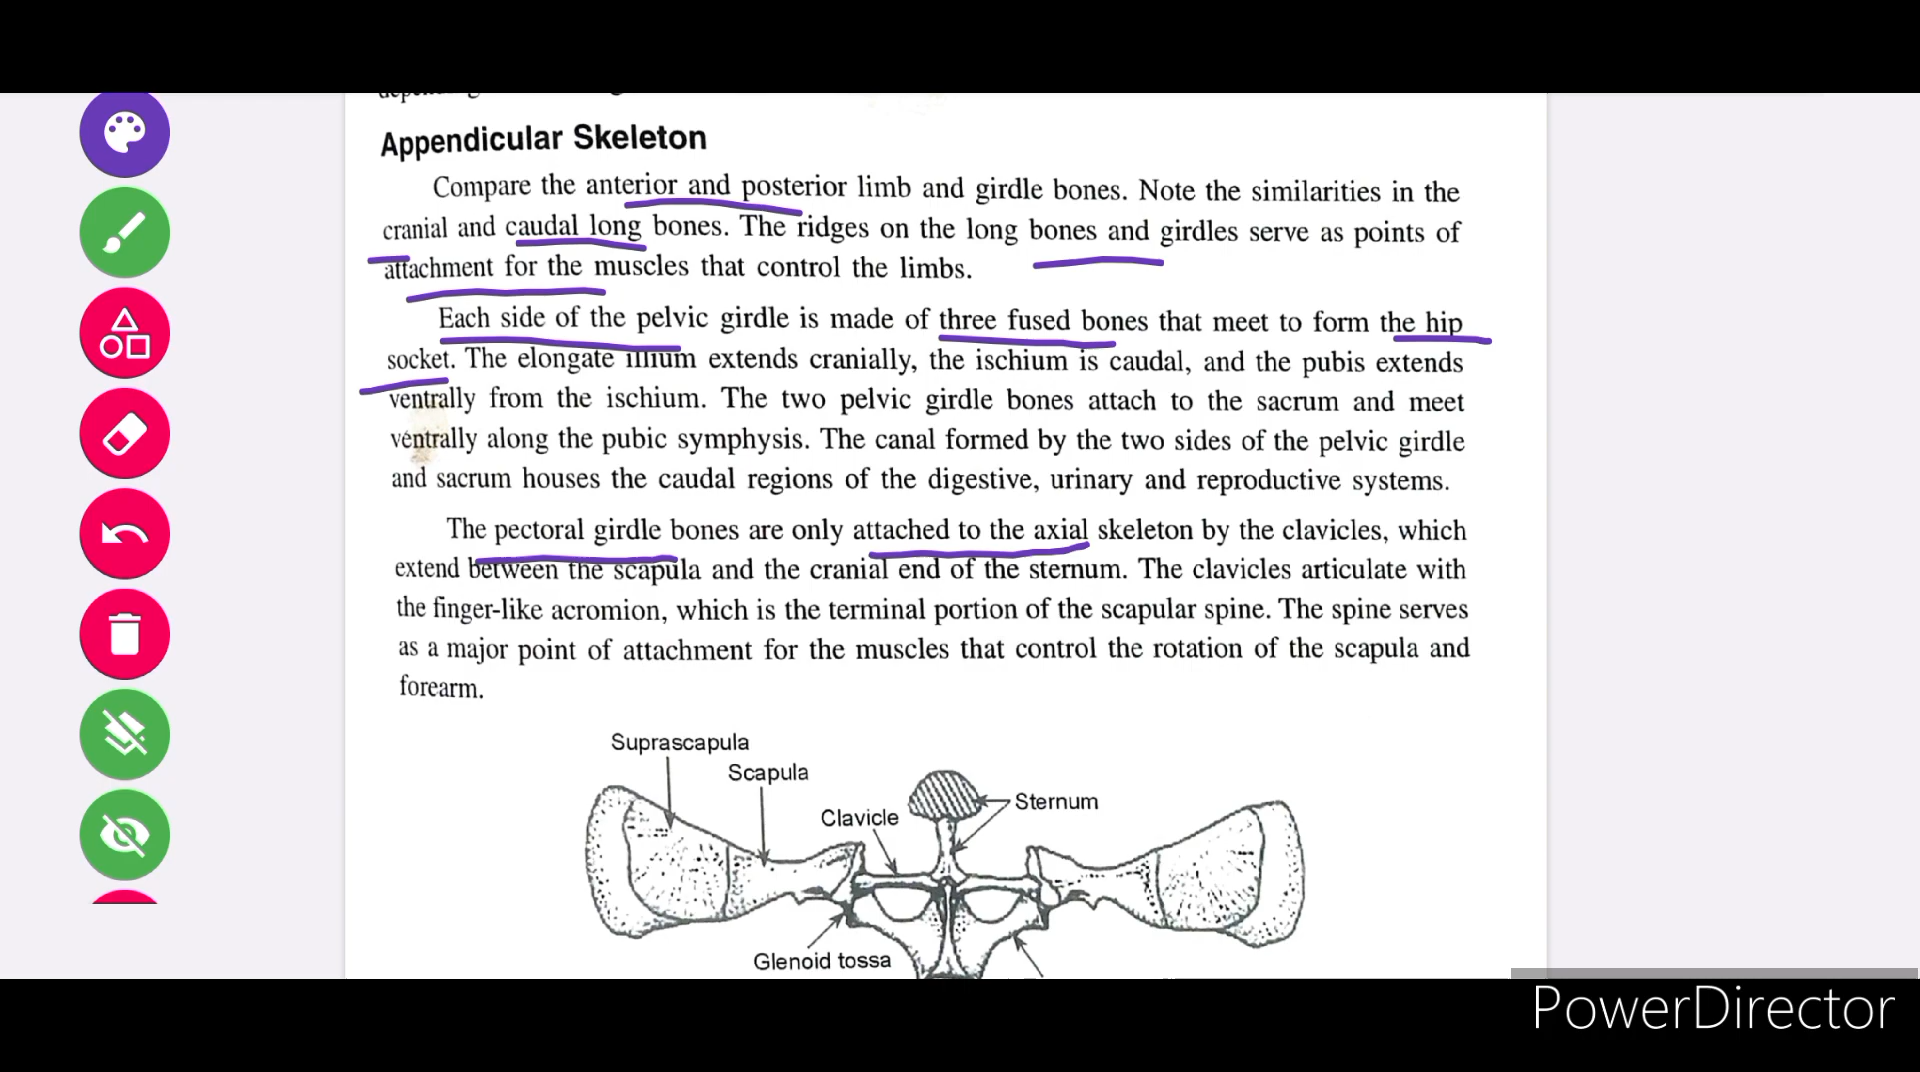 Appendicular Skeleton
Compare the anterior and posterior limb and girdle bones. Note the similarities in the
cranial and caudal long bones. The ridges on the long bones and girdles serve as points of
attachment for the muscles that control the limbs.
Each side of the pelvic girdle is made of three fused bones that meet to form the hip
socket. The elongate illium extends cranially, the ischium is caudal, and the pubis extends
ventrally from the ischium. The two pelvic girdle bones attach to the sacrum and meet
ventrally along the pubic symphysis. The canal formed by the two sides of the pelvic girdle
and sacrum houses the caudal regions of the digestive, urinary and reproductive systems.
The pectoral girdle bones are only attached to the axial skeleton by the clavicles, which
extend between the scapula and the cranial end of the sternum. The clavicles articulate with
the finger-like acromion, which is the terminal portion of the scapular spine. The spine serves
as a major point of attachment for the muscles that control the rotation of the scapula and
forearm.
Suprascapula
Scapula
Sternum
Clavicle
Glenoid tossa
PowerDirector